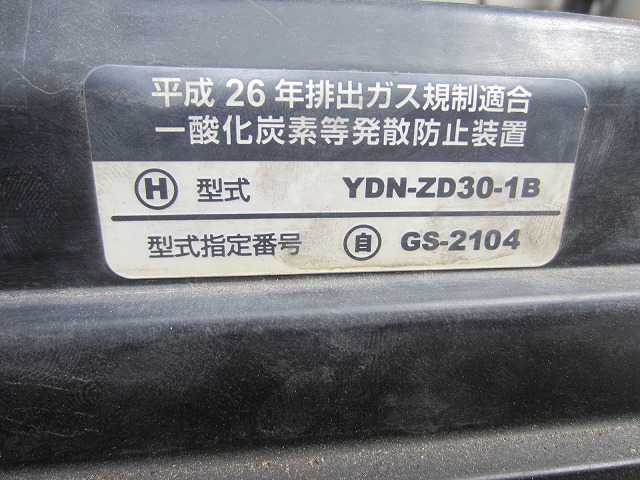 平成 26 年排出ガス規制適合
一酸化炭素等発散防止装置
Ⓗ 型式 YDN-ZD30-1B
型式指定番号 ㉂ GS-2104